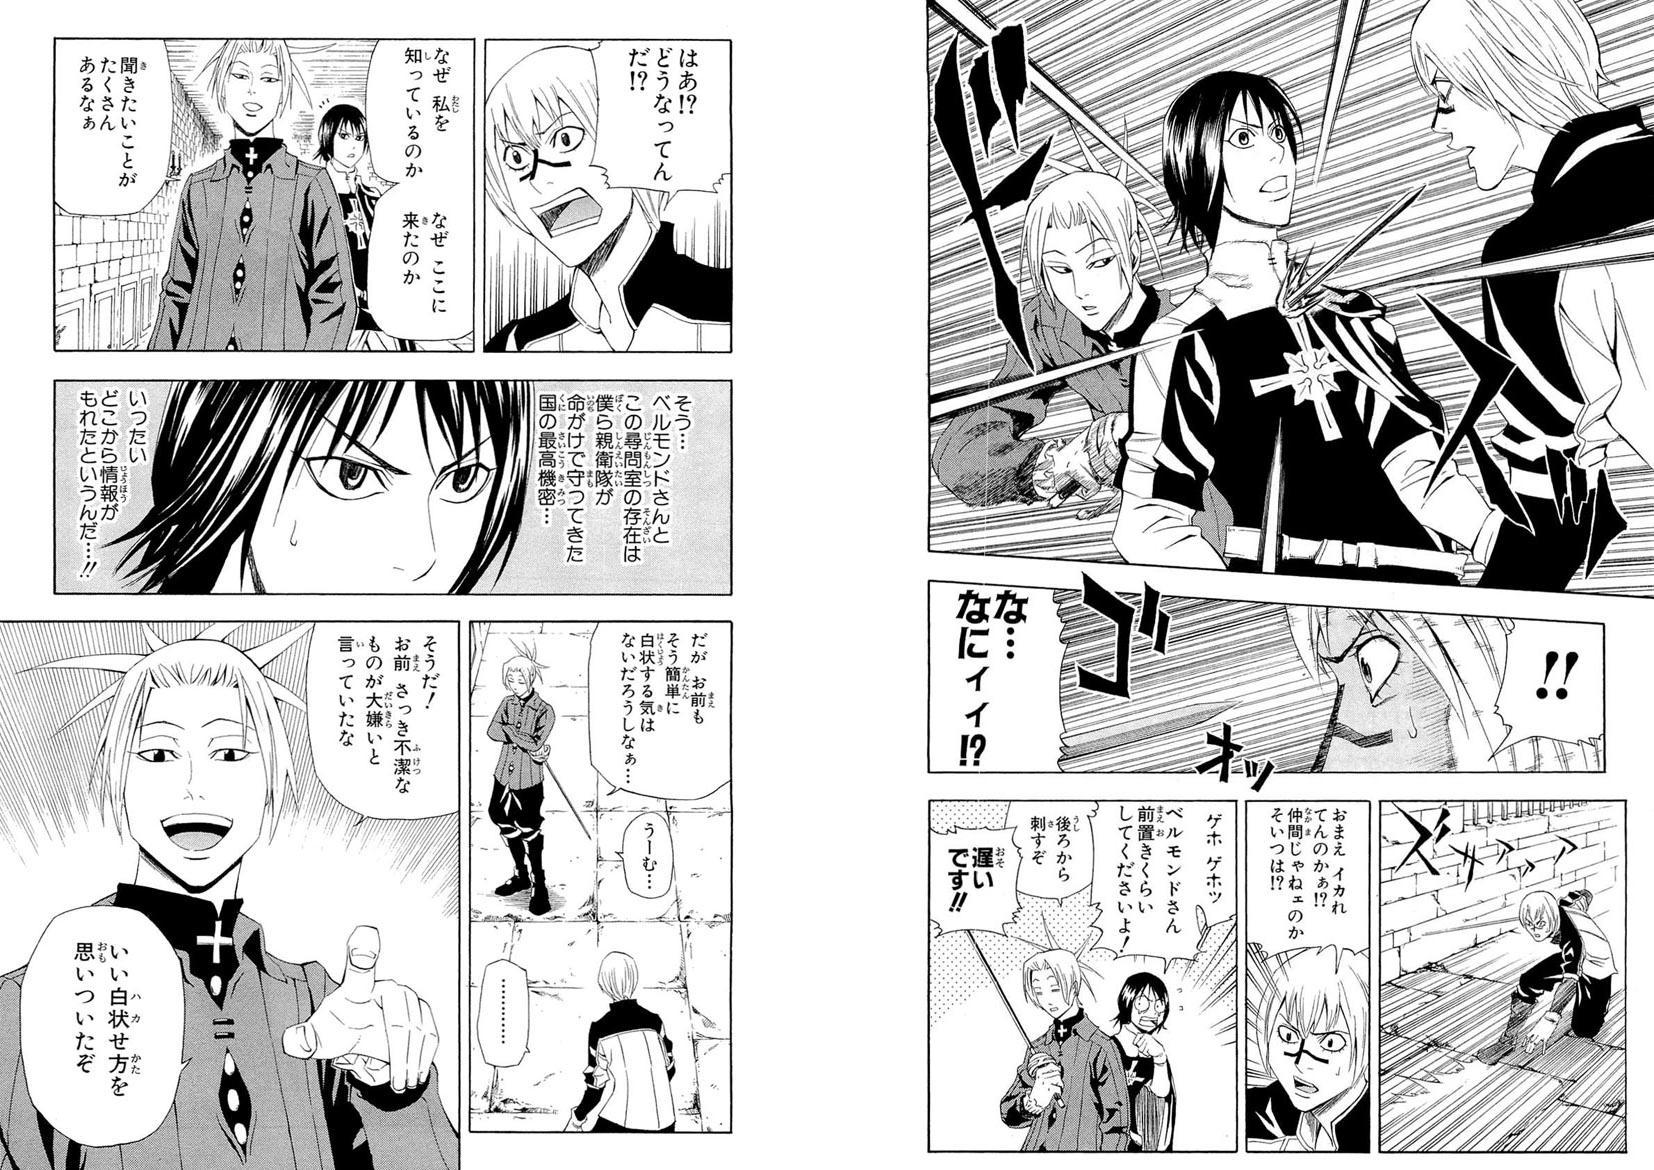 ドスッ
!!
な…
なにィィ!?
ゴオッ
ズザァァッ
おまえ イカれ
てんのかぁ!?
仲間じゃねェのか
そいつは!?
ゲホ ゲホッ
ベルモンドさん
前置きくらい
してくださいよ!
後ろから
刺すぞ
遅い
です!!
はあ!?
どうなってん
だ!?
なぜ 私を
知っているのか
なぜ ここに
来たのか
聞きたいことが
たくさん
あるなぁ
そう…
ベルモンドさんと
この尋問室の存在は
僕ら親衛隊が
命がけで守ってきた
国の最高機密…
いったい
どこから情報が
もれたというんだ…!!
だが お前も
そう簡単に
白状する気は
ないだろうしなぁ…
うーむ…
…………
そうだ!
お前 さっき不潔な
ものが大嫌いと
言っていたな
いい白状せ方を
思いついたぞ